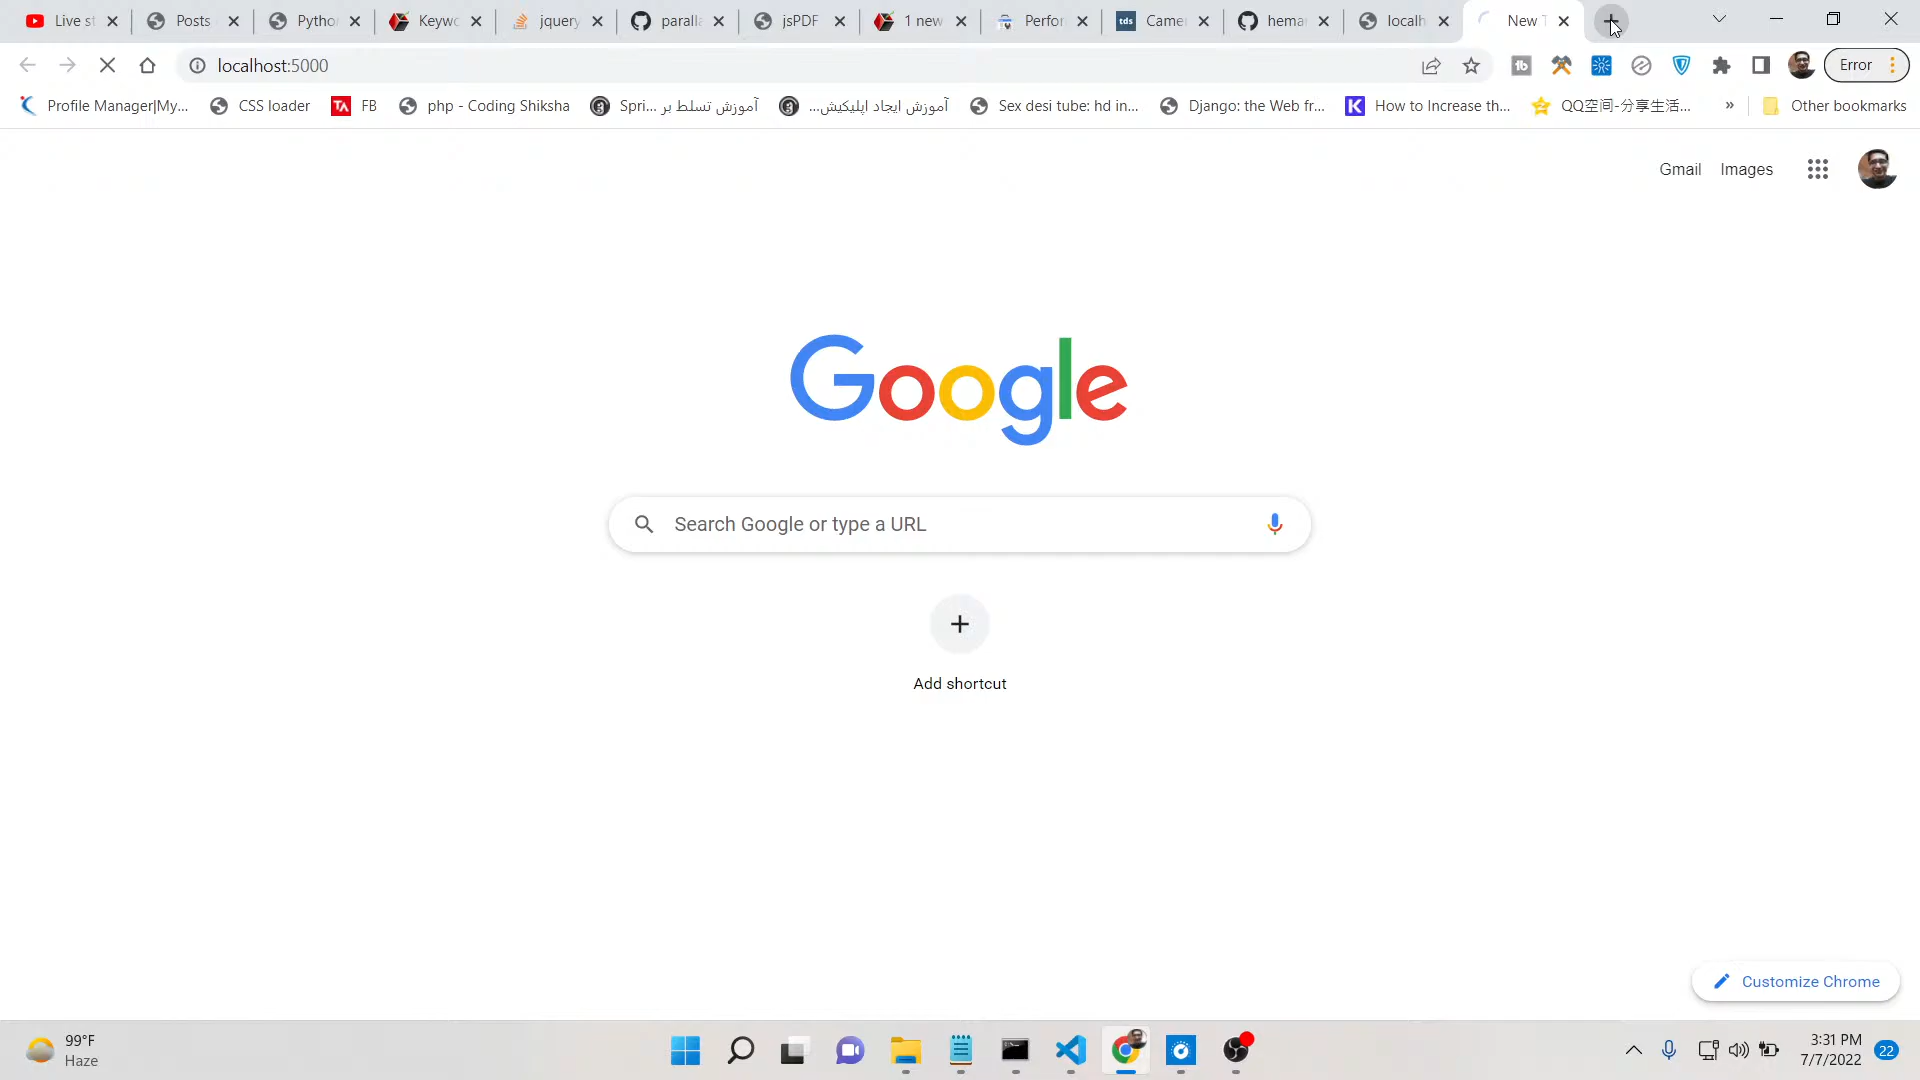 Live st
Posts
Pytho
Keywo
jquery
paralla
jsPDF
1 new
Perfor
tds
Came
hema
localh
New T
localhost:5000
Error
Profile Manager|My...
CSS loader
TA FB
php - Coding Shiksha
آموزش تسلط بر Spri...
آموزش ایجاد اپلیکیش...
Sex desi tube: hd in...
Django: the Web fr...
K How to Increase th...
QQ空间-分享生活...
»
Other bookmarks
Gmail
Images
Google
Search Google or type a URL
Add shortcut
Customize Chrome
99°F
Haze
3:31 PM
7/7/2022
22